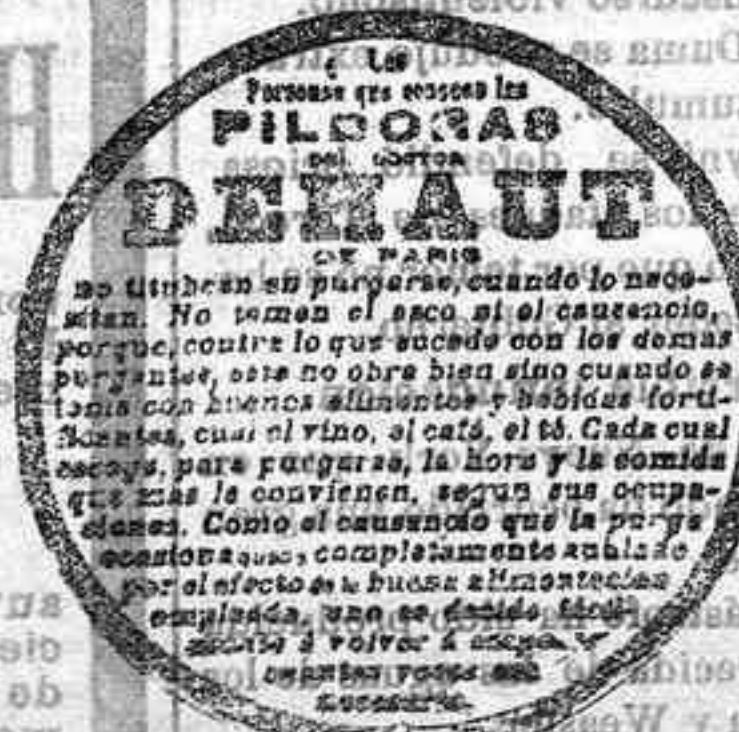 Las
Personas que conocen las
PILDORAS
DEL DOCTOR
DEHAUT
DE PARIS
no titubean en purgarse, cuando lo nece-
sitan. No temen el asco ni el causancio,
porque, contra lo que sucede con los demas
purgantes, este no obra bien sino cuando se
toma con buenos alimentos y bebidas forti-
ficantes, cual el vino, el café, el té. Cada cual
escoge, para purgarse, la hora y la comida
que mas le convienen, segun sus ocupa-
ciones. Como el causancio que la purga
ocasiona queda completamente anulado
por el efecto de la buena alimentacion
empleada, uno se decide fácil-
mente á volver á empezar
cuantas veces sea
necesario.